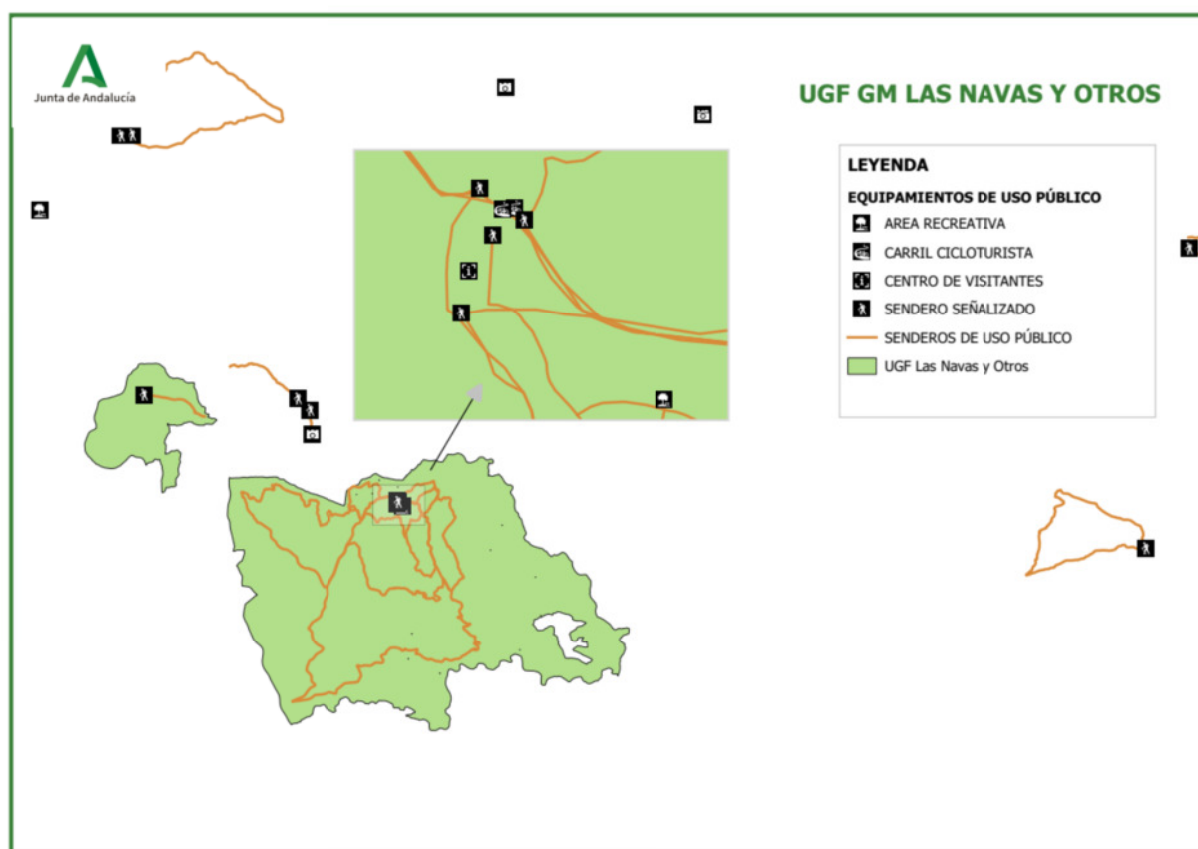 Junta de Andalucía
UGF GM LAS NAVAS Y OTROS
LEYENDA
EQUIPAMIENTOS DE USO PÚBLICO
AREA RECREATIVA
CARRIL CICLOTURISTA
CENTRO DE VISITANTES
SENDERO SEÑALIZADO
SENDEROS DE USO PÚBLICO
UGF Las Navas y Otros